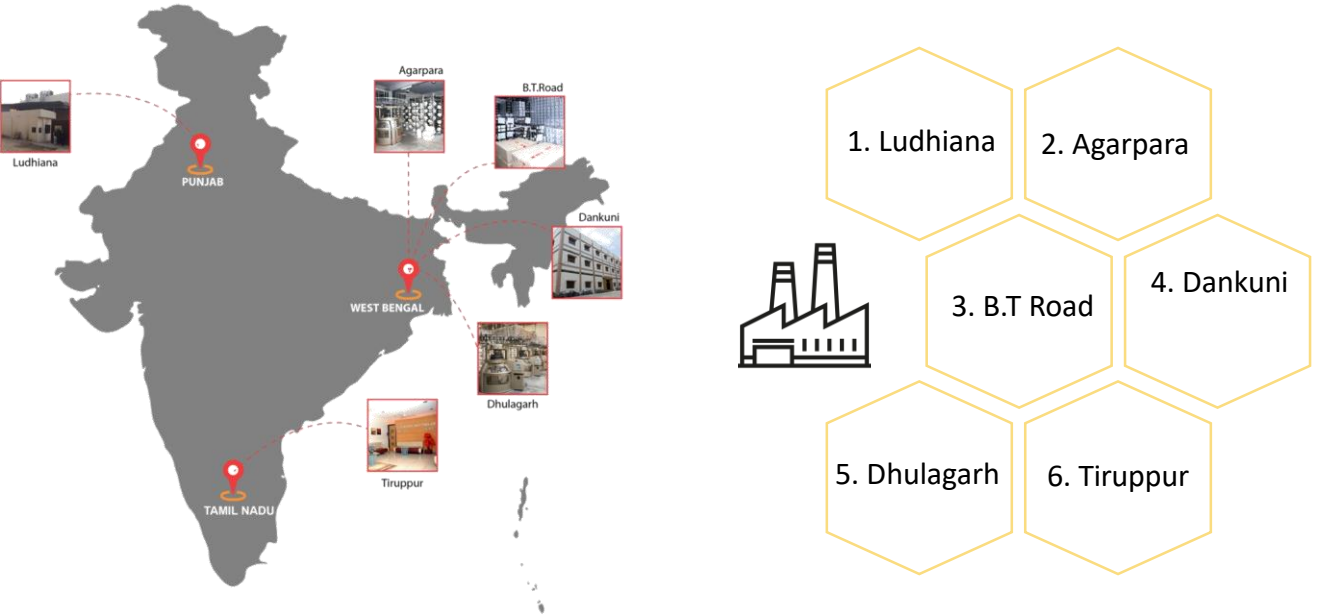 Agarpara
B.T.Road
Ludhiana
PUNJAB
Dankuni
WEST BENGAL
Dhulagarh
Tiruppur
TAMIL NADU
1. Ludhiana
2. Agarpara
3. B.T Road
4. Dankuni
5. Dhulagarh
6. Tiruppur